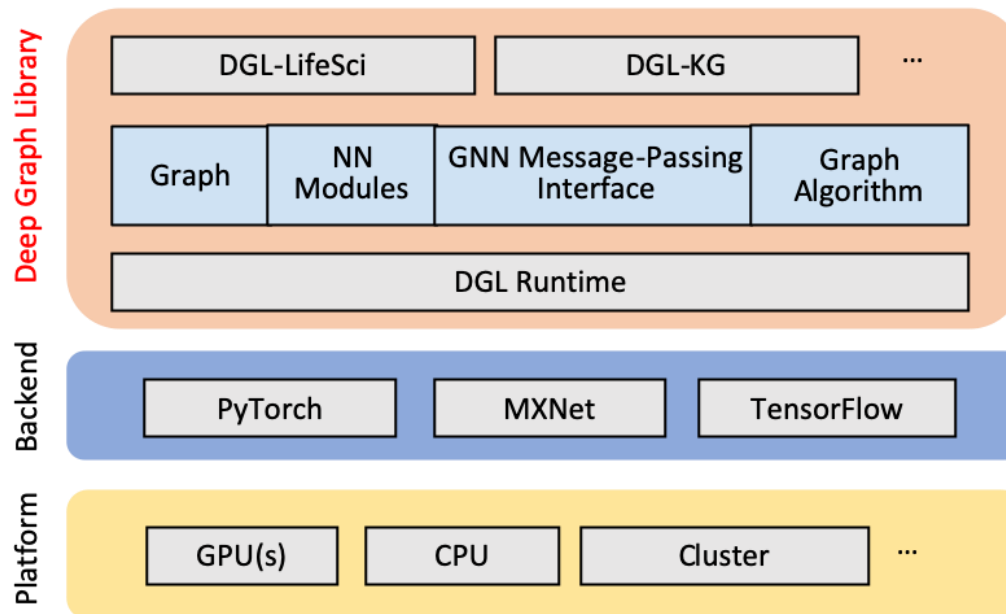 Deep Graph Library
DGL-LifeSci
DGL-KG
...
Graph
NN
Modules
GNN Message-Passing
Interface
Graph
Algorithm
DGL Runtime
Backend
PyTorch
MXNet
TensorFlow
Platform
GPU(s)
CPU
Cluster
...